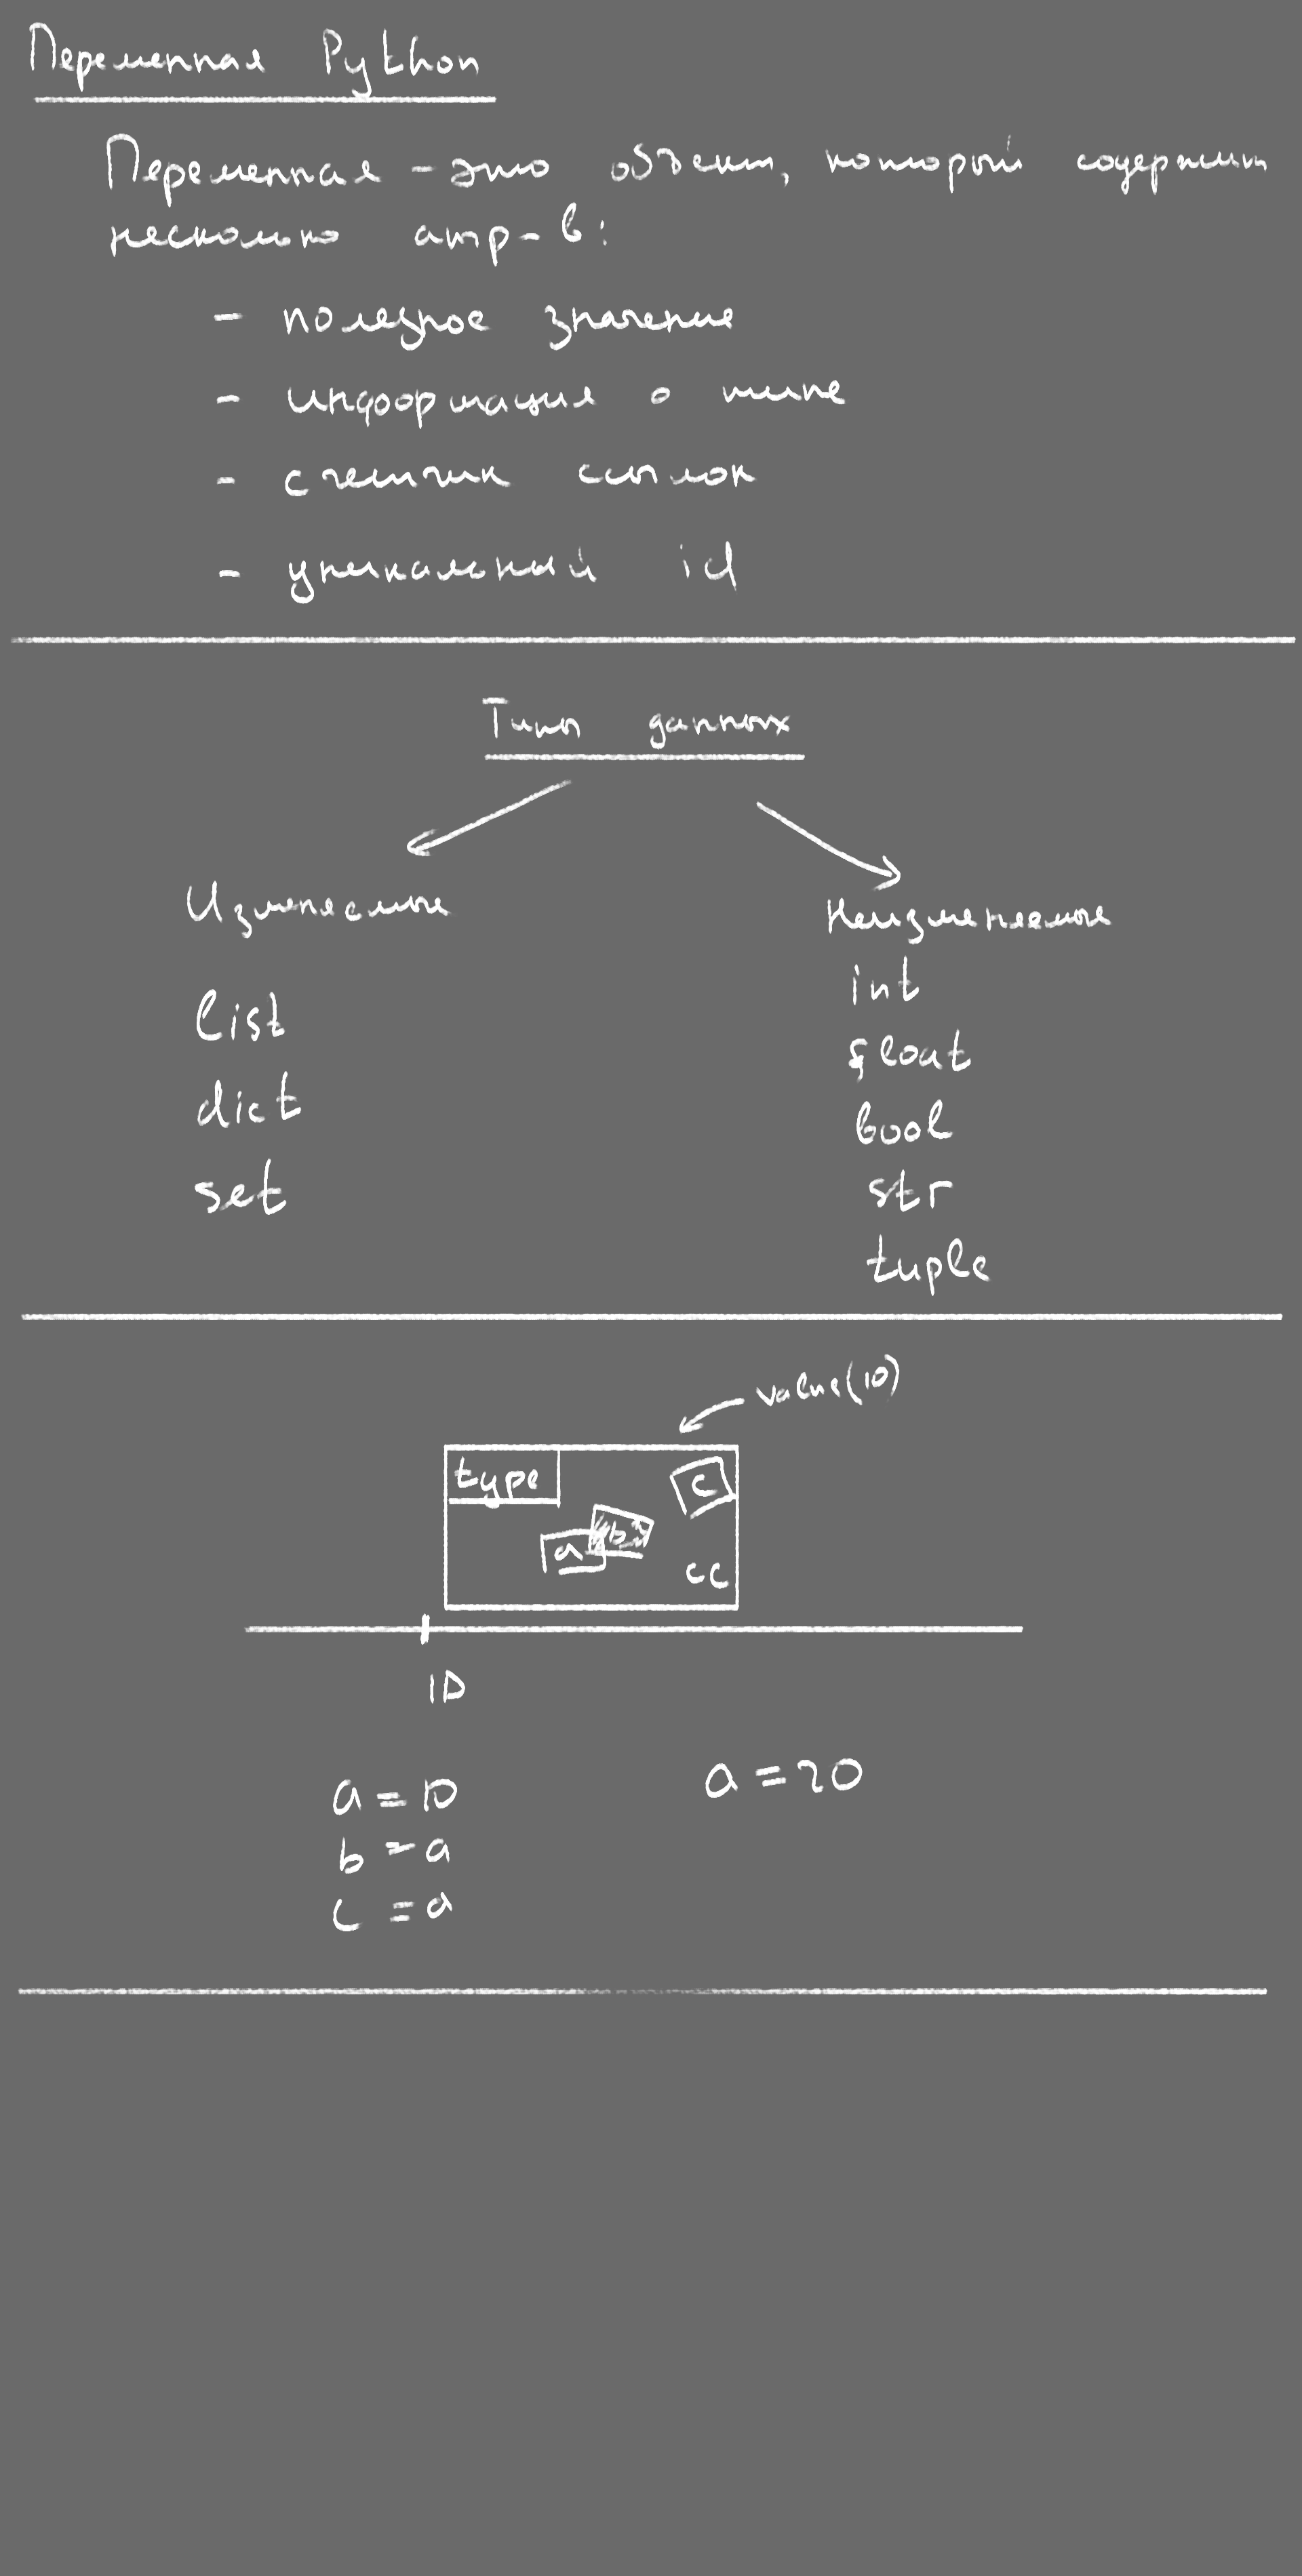 Переменная Python
Переменная - это объект, который содержит
несколько атр-в:
- полезное значение
- информация о типе
- счетчик ссылок
- уникальный id
Типы данных
Изменяемые
Неизменяемые
list
dict
set
int
float
bool
str
tuple
value(10)
type
c
b
a
cc
ID
a = 10
b = a
c = a
a = 20